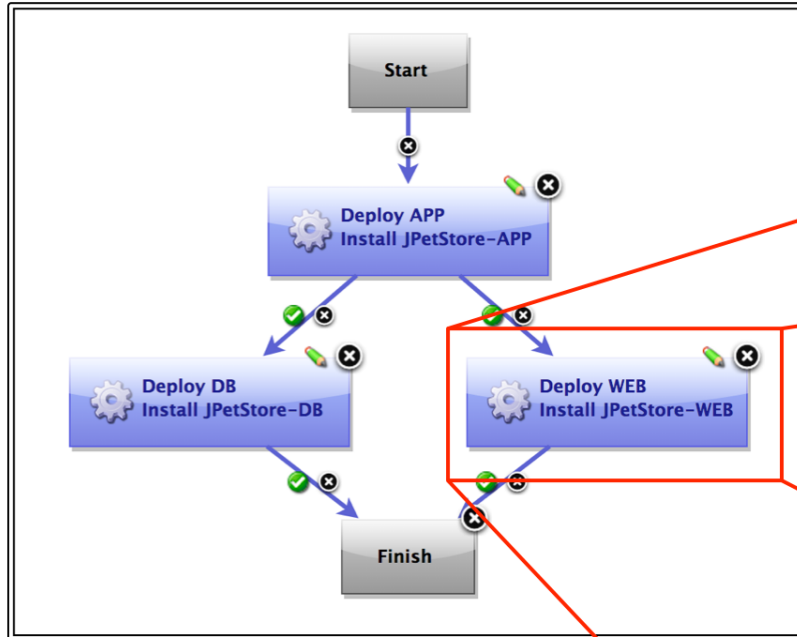 Start
Deploy APP
Install JPetStore-APP
Deploy DB
Install JPetStore-DB
Deploy WEB
Install JPetStore-WEB
Finish